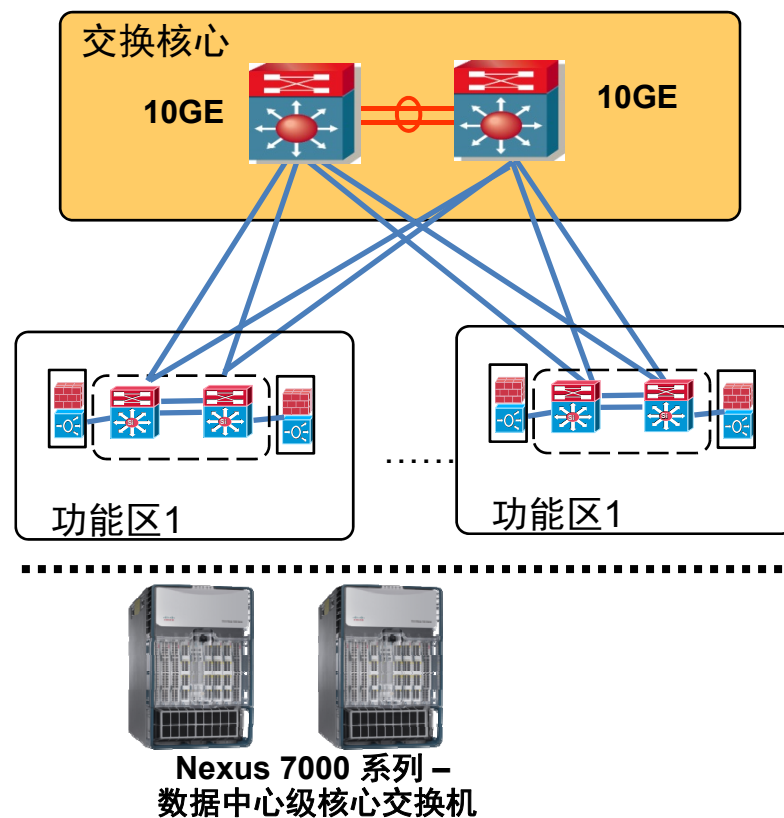 交换核心
10GE
10GE
功能区1
......
功能区1
Nexus 7000 系列 –
数据中心级核心交换机